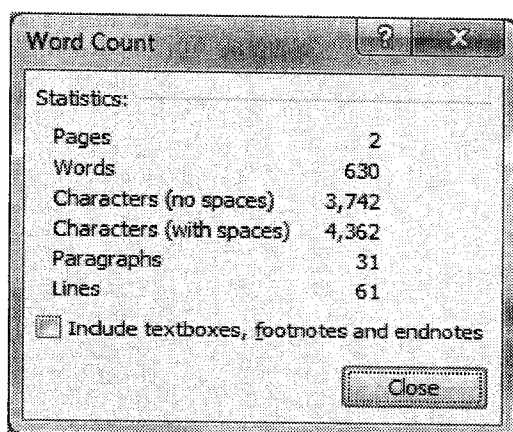 Word Count
Statistics:
Pages 2
Words 630
Characters (no spaces) 3,742
Characters (with spaces) 4,362
Paragraphs 31
Lines 61
Include textboxes, footnotes and endnotes
Close